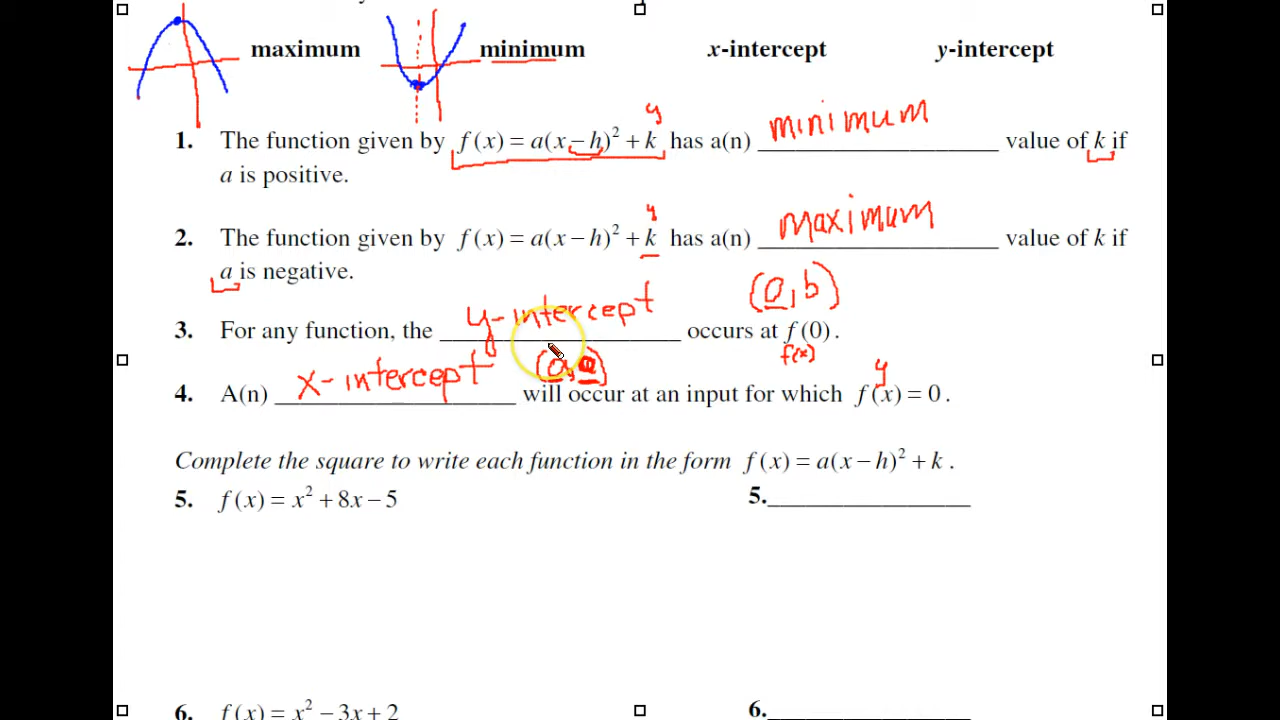 maximum minimum x-intercept y-intercept
y
1. The function given by f(x) = a(x − h)² + k has a(n) minimum value of k if
a is positive.
y
2. The function given by f(x) = a(x − h)² + k has a(n) maximum value of k if
a is negative.
(a, b)
3. For any function, the y-intercept occurs at f(0).
f(x)
y
4. A(n) x-intercept will occur at an input for which f(x) = 0.
Complete the square to write each function in the form f(x) = a(x − h)² + k.
5. f(x) = x² + 8x − 5 5.
6. f(x) = x² − 3x + 2 6.